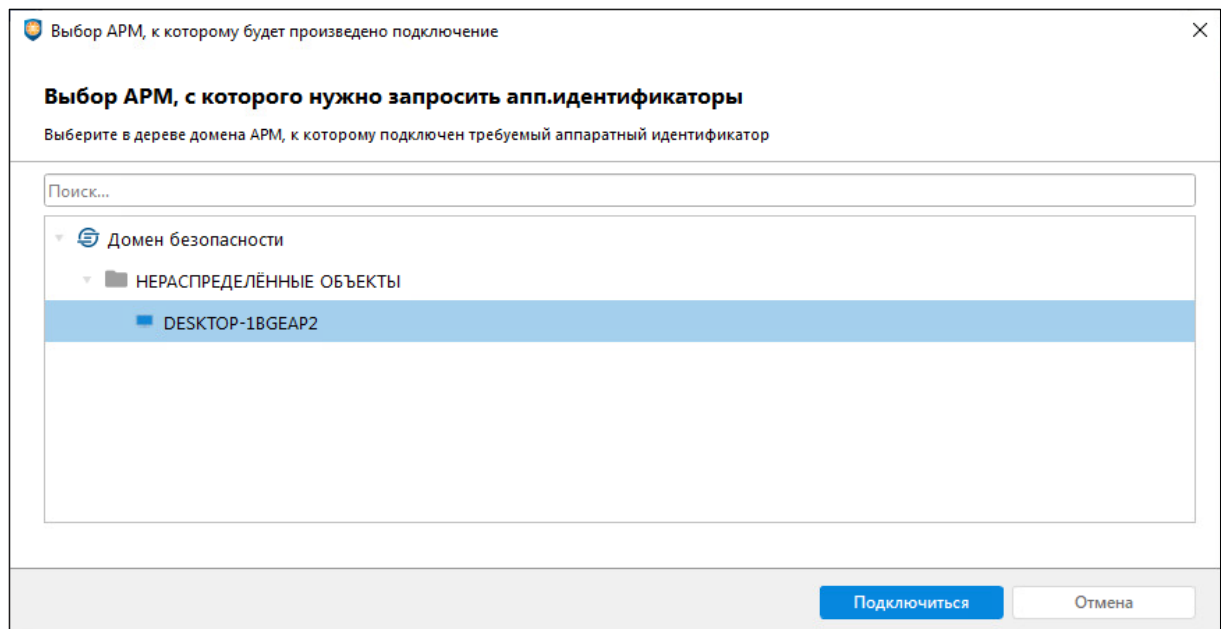 Выбор АРМ, к которому будет произведено подключение
Выбор АРМ, с которого нужно запросить апп.идентификаторы
Выберите в дереве домена АРМ, к которому подключен требуемый аппаратный идентификатор
Поиск...
Домен безопасности
НЕРАСПРЕДЕЛЁННЫЕ ОБЪЕКТЫ
DESKTOP-1BGEAP2
Подключиться
Отмена